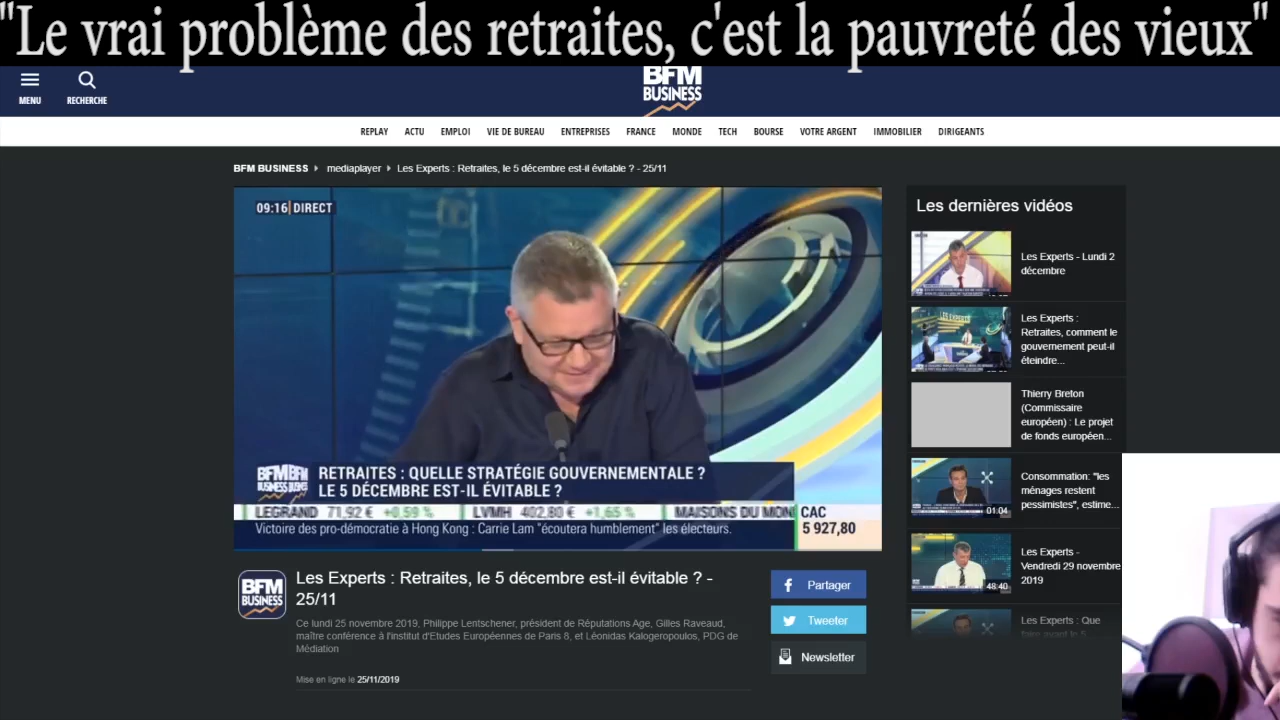 "Le vrai problème des retraites, c'est la pauvreté des vieux"
MENU
RECHERCHE
BFM
BUSINESS
REPLAY ACTU EMPLOI VIE DE BUREAU ENTREPRISES FRANCE MONDE TECH BOURSE VOTRE ARGENT IMMOBILIER DIRIGEANTS
BFM BUSINESS mediaplayer Les Experts : Retraites, le 5 décembre est-il évitable ? - 25/11
09:16 DIRECT
RETRAITES : QUELLE STRATÉGIE GOUVERNEMENTALE ?
LE 5 DÉCEMBRE EST-IL ÉVITABLE ?
LEGRAND 71,92 € +0,59 % LVMH 402,80 € +1,65 % MAISONS DU MON
CAC
5 927,80
Victoire des pro-démocratie à Hong Kong : Carrie Lam "écoutera humblement" les électeurs.
BFM
BUSINESS
Les Experts : Retraites, le 5 décembre est-il évitable ? -
25/11
Ce lundi 25 novembre 2019, Philippe Lentschener, président de Réputations Age, Gilles Raveaud,
maître conférence à l'institut d'Etudes Européennes de Paris 8, et Léonidas Kalogeropoulos, PDG de
Médiation
Mise en ligne le 25/11/2019
Partager
Tweeter
Newsletter
Les dernières vidéos
Les Experts - Lundi 2
décembre
Les Experts :
Retraites, comment le
gouvernement peut-il
éteindre...
Thierry Breton
(Commissaire
européen) : Le projet
de fonds européen...
Consommation: "les
ménages restent
pessimistes", estime...
01:04
Les Experts -
Vendredi 29 novembre
2019
48:40
Les Experts : Que
faire avant le 5